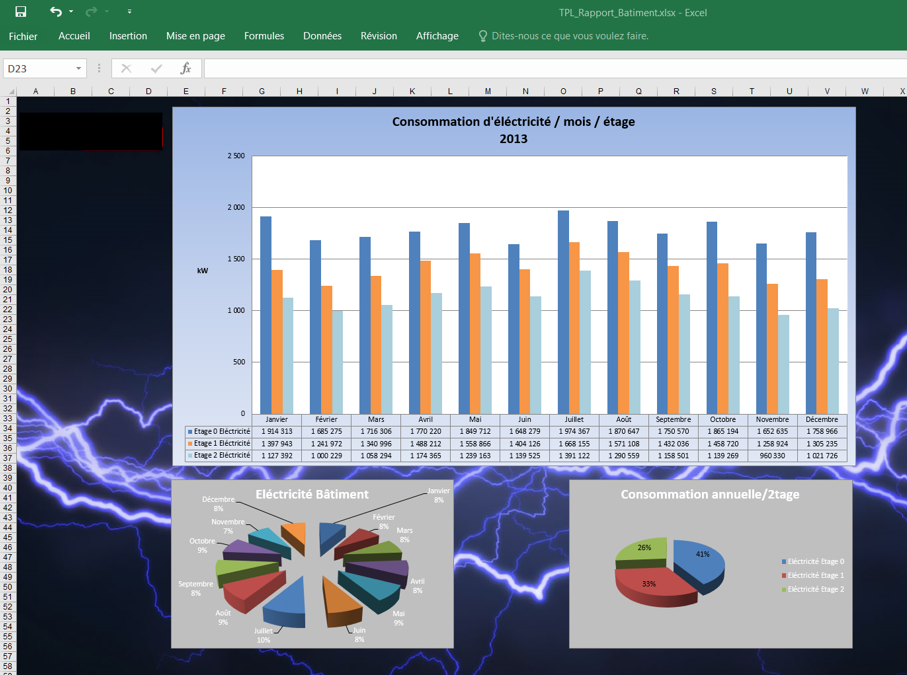 TPL_Rapport_Batiment.xlsx - Excel
Fichier Accueil Insertion Mise en page Formules Données Révision Affichage Dites-nous ce que vous voulez faire.
D23 fx
A B C D E F G H I J K L M N O P Q R S T U V W X
1
2
3
4
5
6
7
8
9
10
11
12
13
14
15
16
17
18
19
20
21
22
23
24
25
26
27
28
29
30
31
32
33
34
35
36
37
38
39
40
41
42
43
44
45
46
47
48
49
50
51
52
53
54
55
56
57
58
Consommation d'éléctricité / mois / étage
2013
2 500
2 000
1 500
1 000
500
0
kW
Janvier Février Mars Avril Mai Juin Juillet Août Septembre Octobre Novembre Décembre
Etage 0 Eléctricité 1 914 313 1 685 275 1 716 306 1 770 220 1 849 712 1 648 279 1 974 367 1 870 647 1 750 570 1 865 194 1 652 635 1 758 966
Etage 1 Eléctricité 1 397 943 1 241 972 1 340 996 1 488 212 1 558 866 1 404 126 1 668 155 1 571 108 1 432 036 1 458 720 1 258 924 1 305 235
Etage 2 Eléctricité 1 127 392 1 000 229 1 058 294 1 174 365 1 239 163 1 139 525 1 391 122 1 290 559 1 158 501 1 139 269 960 330 1 021 726
Eléctricité Bâtiment
Janvier
8%
Février
8%
Mars
8%
Avril
8%
Mai
9%
Juin
8%
Juillet
10%
Août
9%
Septembre
8%
Octobre
9%
Novembre
7%
Décembre
8%
Consommation annuelle/2tage
41%
33%
26%
Eléctricité Etage 0
Eléctricité Etage 1
Eléctricité Etage 2